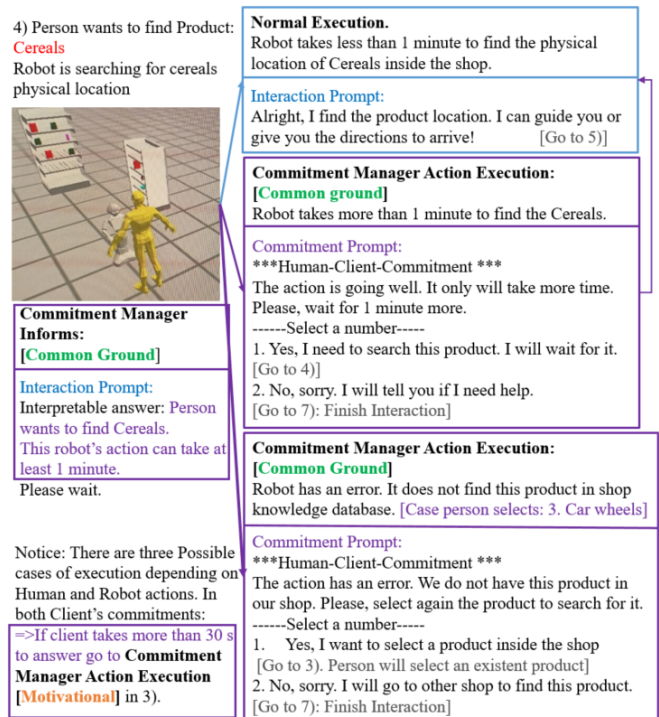 4) Person wants to find Product:
Cereals
Robot is searching for cereals
physical location
Commitment Manager
Informs:
[Common Ground]
Interaction Prompt:
Interpretable answer: Person
wants to find Cereals.
This robot's action can take at
least 1 minute.
Please wait.
Notice: There are three Possible
cases of execution depending on
Human and Robot actions. In
both Client's commitments:
=>If client takes more than 30 s
to answer go to Commitment
Manager Action Execution
[Motivational] in 3).
Normal Execution.
Robot takes less than 1 minute to find the physical
location of Cereals inside the shop.
Interaction Prompt:
Alright, I find the product location. I can guide you or
give you the directions to arrive! [Go to 5)]
Commitment Manager Action Execution:
[Common ground]
Robot takes more than 1 minute to find the Cereals.
Commitment Prompt:
***Human-Client-Commitment ***
The action is going well. It only will take more time.
Please, wait for 1 minute more.
------Select a number-----
1. Yes, I need to search this product. I will wait for it.
[Go to 4)]
2. No, sorry. I will tell you if I need help.
[Go to 7): Finish Interaction]
Commitment Manager Action Execution:
[Common Ground]
Robot has an error. It does not find this product in shop
knowledge database. [Case person selects: 3. Car wheels]
Commitment Prompt:
***Human-Client-Commitment ***
The action has an error. We do not have this product in
our shop. Please, select again the product to search for it.
------Select a number-----
1. Yes, I want to select a product inside the shop
[Go to 3). Person will select an existent product]
2. No, sorry. I will go to other shop to find this product.
[Go to 7): Finish Interaction]